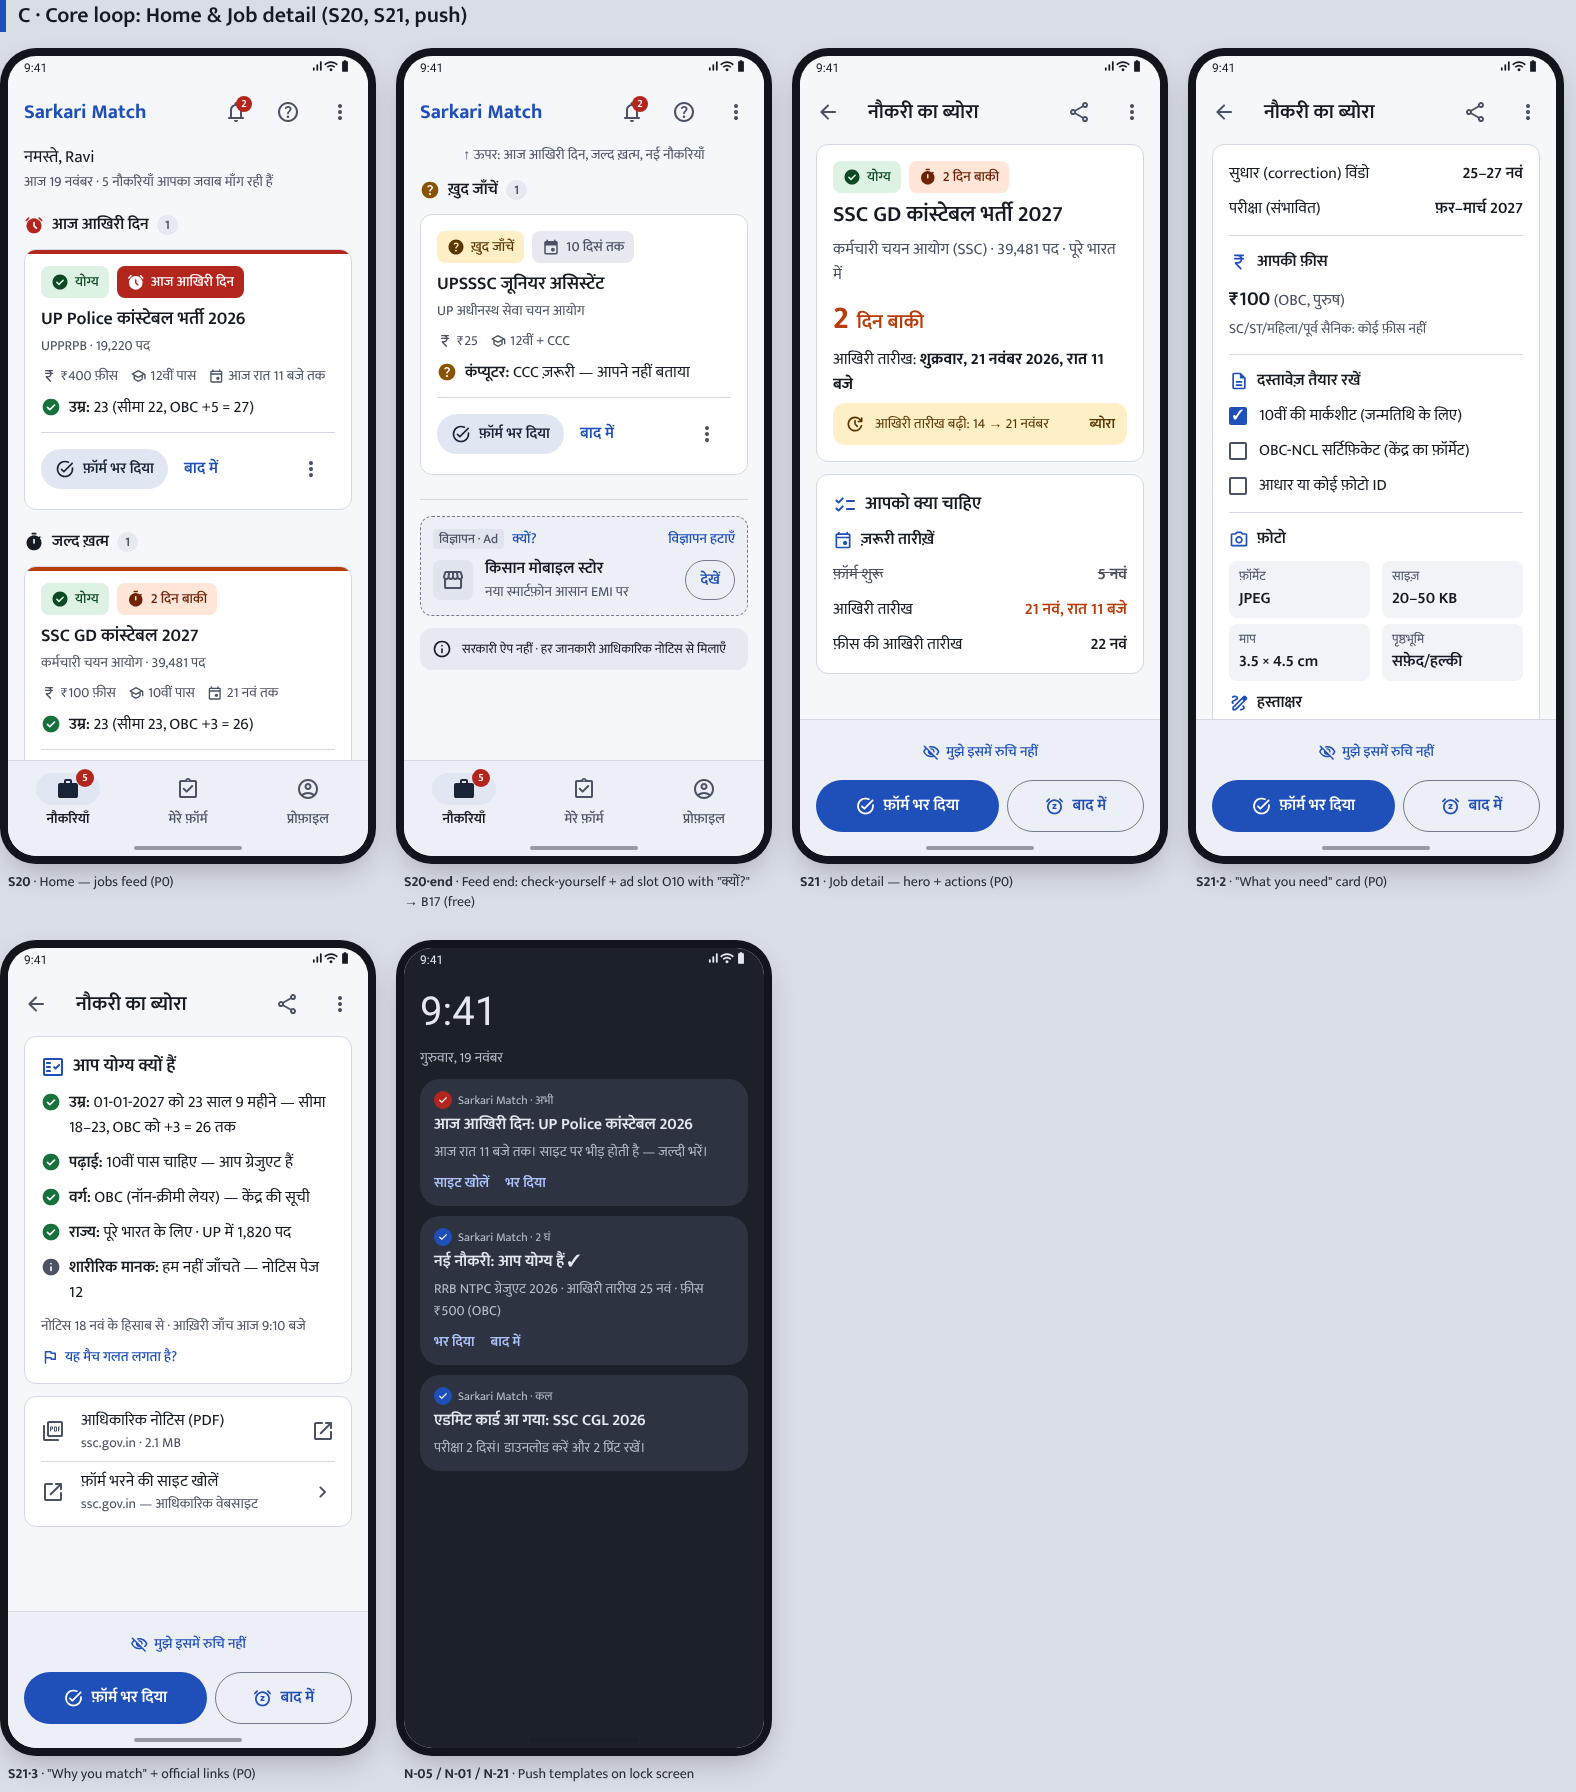 C · Core loop: Home & Job detail (S20, S21, push)
9:41
Sarkari Match
2
नमस्ते, Ravi
आज 19 नवंबर · 5 नौकरियाँ आपका जवाब माँग रही हैं
आज आखिरी दिन 1
योग्य
आज आखिरी दिन
UP Police कांस्टेबल भर्ती 2026
UPPRPB · 19,220 पद
₹400 फ़ीस
12वीं पास
आज रात 11 बजे तक
उम्र: 23 (सीमा 22, OBC +5 = 27)
फ़ॉर्म भर दिया
बाद में
जल्द ख़त्म 1
योग्य
2 दिन बाकी
SSC GD कांस्टेबल 2027
कर्मचारी चयन आयोग · 39,481 पद
₹100 फ़ीस
10वीं पास
21 नवं तक
उम्र: 23 (सीमा 23, OBC +3 = 26)
5
नौकरियाँ
मेरे फ़ॉर्म
प्रोफ़ाइल
S20 · Home — jobs feed (P0)
9:41
Sarkari Match
2
↑ ऊपर: आज आखिरी दिन, जल्द ख़त्म, नई नौकरियाँ
ख़ुद जाँचें 1
ख़ुद जाँचें
10 दिसं तक
UPSSSC जूनियर असिस्टेंट
UP अधीनस्थ सेवा चयन आयोग
₹25
12वीं + CCC
कंप्यूटर: CCC ज़रूरी — आपने नहीं बताया
फ़ॉर्म भर दिया
बाद में
विज्ञापन · Ad
क्यों?
विज्ञापन हटाएँ
किसान मोबाइल स्टोर
नया स्मार्टफ़ोन आसान EMI पर
देखें
सरकारी ऐप नहीं · हर जानकारी आधिकारिक नोटिस से मिलाएँ
5
नौकरियाँ
मेरे फ़ॉर्म
प्रोफ़ाइल
S20·end · Feed end: check-yourself + ad slot O10 with "क्यों?"
→ B17 (free)
9:41
नौकरी का ब्योरा
योग्य
2 दिन बाकी
SSC GD कांस्टेबल भर्ती 2027
कर्मचारी चयन आयोग (SSC) · 39,481 पद · पूरे भारत
में
2 दिन बाकी
आखिरी तारीख: शुक्रवार, 21 नवंबर 2026, रात 11
बजे
आखिरी तारीख बढ़ी: 14 → 21 नवंबर
ब्योरा
आपको क्या चाहिए
ज़रूरी तारीख़ें
फ़ॉर्म शुरू
5 नवं
आखिरी तारीख
21 नवं, रात 11 बजे
फ़ीस की आखिरी तारीख
22 नवं
मुझे इसमें रुचि नहीं
फ़ॉर्म भर दिया
बाद में
S21 · Job detail — hero + actions (P0)
9:41
नौकरी का ब्योरा
सुधार (correction) विंडो
25–27 नवं
परीक्षा (संभावित)
फ़र–मार्च 2027
आपकी फ़ीस
₹100 (OBC, पुरुष)
SC/ST/महिला/पूर्व सैनिक: कोई फ़ीस नहीं
दस्तावेज़ तैयार रखें
10वीं की मार्कशीट (जन्मतिथि के लिए)
OBC-NCL सर्टिफ़िकेट (केंद्र का फ़ॉर्मेट)
आधार या कोई फ़ोटो ID
फ़ोटो
फ़ॉर्मेट
JPEG
साइज़
20–50 KB
माप
3.5 × 4.5 cm
पृष्ठभूमि
सफ़ेद/हल्की
हस्ताक्षर
मुझे इसमें रुचि नहीं
फ़ॉर्म भर दिया
बाद में
S21·2 · "What you need" card (P0)
9:41
नौकरी का ब्योरा
आप योग्य क्यों हैं
उम्र: 01-01-2027 को 23 साल 9 महीने — सीमा
18–23, OBC को +3 = 26 तक
पढ़ाई: 10वीं पास चाहिए — आप ग्रेजुएट हैं
वर्ग: OBC (नॉन-क्रीमी लेयर) — केंद्र की सूची
राज्य: पूरे भारत के लिए · UP में 1,820 पद
शारीरिक मानक: हम नहीं जाँचते — नोटिस पेज
12
नोटिस 18 नवं के हिसाब से · आख़िरी जाँच आज 9:10 बजे
यह मैच गलत लगता है?
PDF
आधिकारिक नोटिस (PDF)
ssc.gov.in · 2.1 MB
फ़ॉर्म भरने की साइट खोलें
ssc.gov.in — आधिकारिक वेबसाइट
मुझे इसमें रुचि नहीं
फ़ॉर्म भर दिया
बाद में
S21·3 · "Why you match" + official links (P0)
9:41
9:41
गुरुवार, 19 नवंबर
Sarkari Match · अभी
आज आखिरी दिन: UP Police कांस्टेबल 2026
आज रात 11 बजे तक। साइट पर भीड़ होती है — जल्दी भरें।
साइट खोलें
भर दिया
Sarkari Match · 2 घं
नई नौकरी: आप योग्य हैं ✓
RRB NTPC ग्रेजुएट 2026 · आखिरी तारीख 25 नवं · फ़ीस
₹500 (OBC)
भर दिया
बाद में
Sarkari Match · कल
एडमिट कार्ड आ गया: SSC CGL 2026
परीक्षा 2 दिसं। डाउनलोड करें और 2 प्रिंट रखें।
N-05 / N-01 / N-21 · Push templates on lock screen